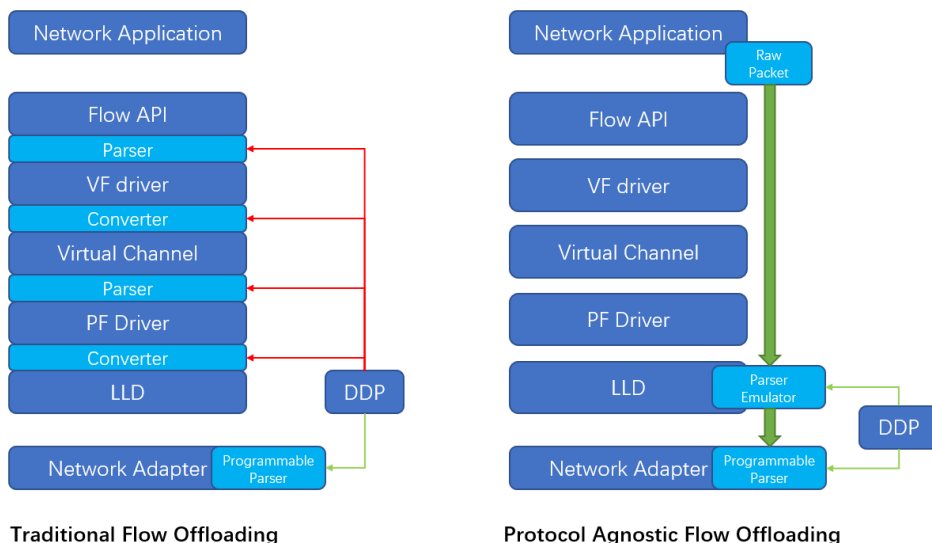 Network Application
Flow API
Parser
VF driver
Converter
Virtual Channel
Parser
PF Driver
Converter
LLD
DDP
Network Adapter
Programmable
Parser
Traditional Flow Offloading
Network Application
Raw
Packet
Flow API
VF driver
Virtual Channel
PF Driver
LLD
Parser
Emulator
DDP
Network Adapter
Programmable
Parser
Protocol Agnostic Flow Offloading